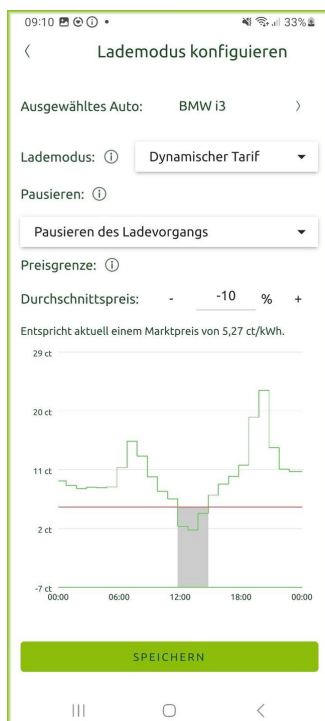 09:10 33%
Lademodus konfiguieren
Ausgewähltes Auto: BMW i3
Lademodus: Dynamischer Tarif
Pausieren:
Pausieren des Ladevorgangs
Preisgrenze:
Durchschnittspreis: - -10 % +
Entspricht aktuell einem Marktpreis von 5,27 ct/kWh.
29 ct
20 ct
11 ct
2 ct
-7 ct
00:00 06:00 12:00 18:00 00:00
SPEICHERN